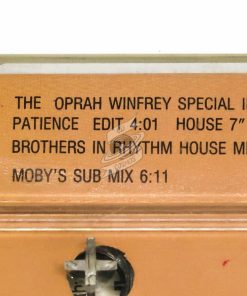 THE OPRAH WINFREY SPECIAL I
PATIENCE EDIT 4:01 HOUSE 7"
BROTHERS IN RHYTHM HOUSE MI
MOBY'S SUB MIX 6:11